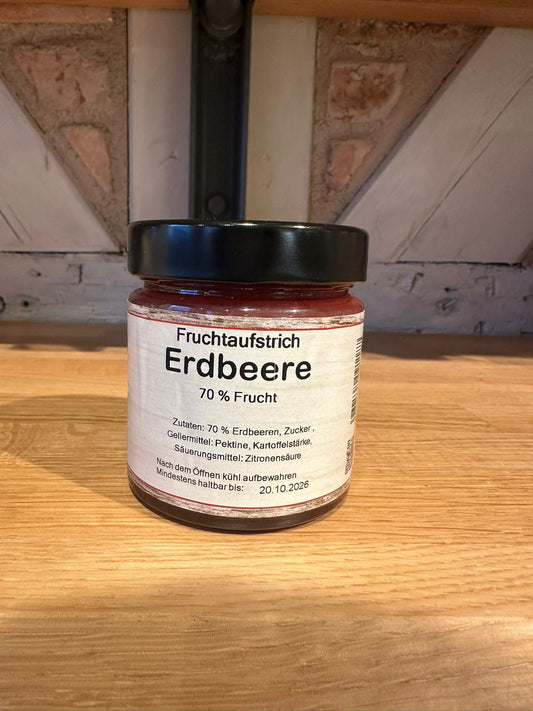 Fruchtaufstrich
Erdbeere
70 % Frucht
Zutaten: 70 % Erdbeeren, Zucker ,
Geliermittel: Pektine, Kartoffelstärke,
Säuerungsmittel: Zitronensäure
Nach dem Öffnen kühl aufbewahren
Mindestens haltbar bis: 20.10.2026